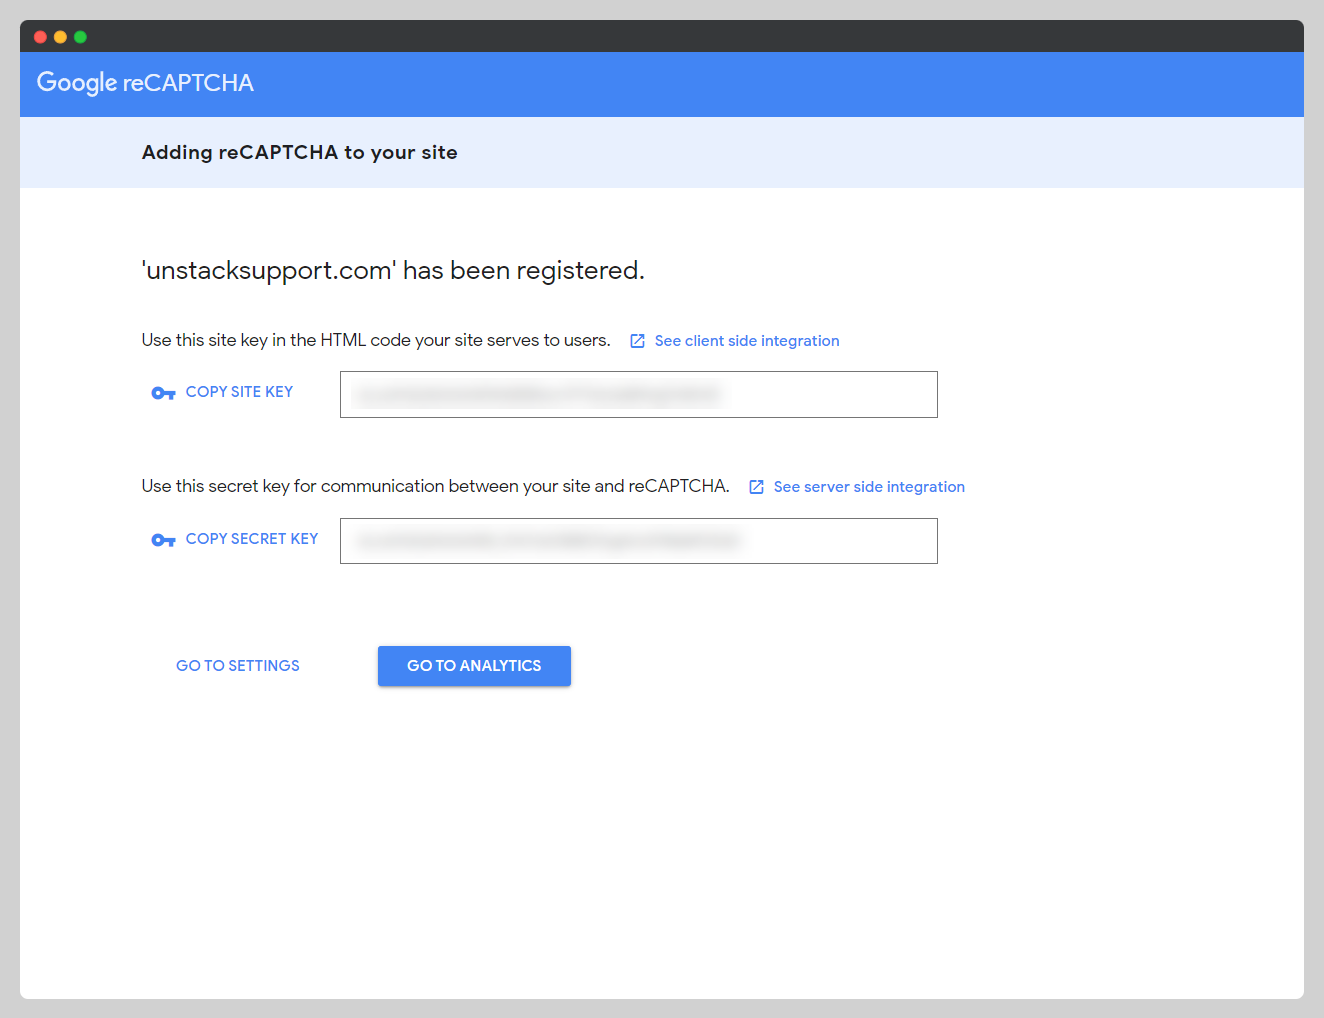 Google reCAPTCHA
Adding reCAPTCHA to your site
'unstacksupport.com' has been registered.
Use this site key in the HTML code your site serves to users. See client side integration
COPY SITE KEY
Use this secret key for communication between your site and reCAPTCHA. See server side integration
COPY SECRET KEY
GO TO SETTINGS GO TO ANALYTICS